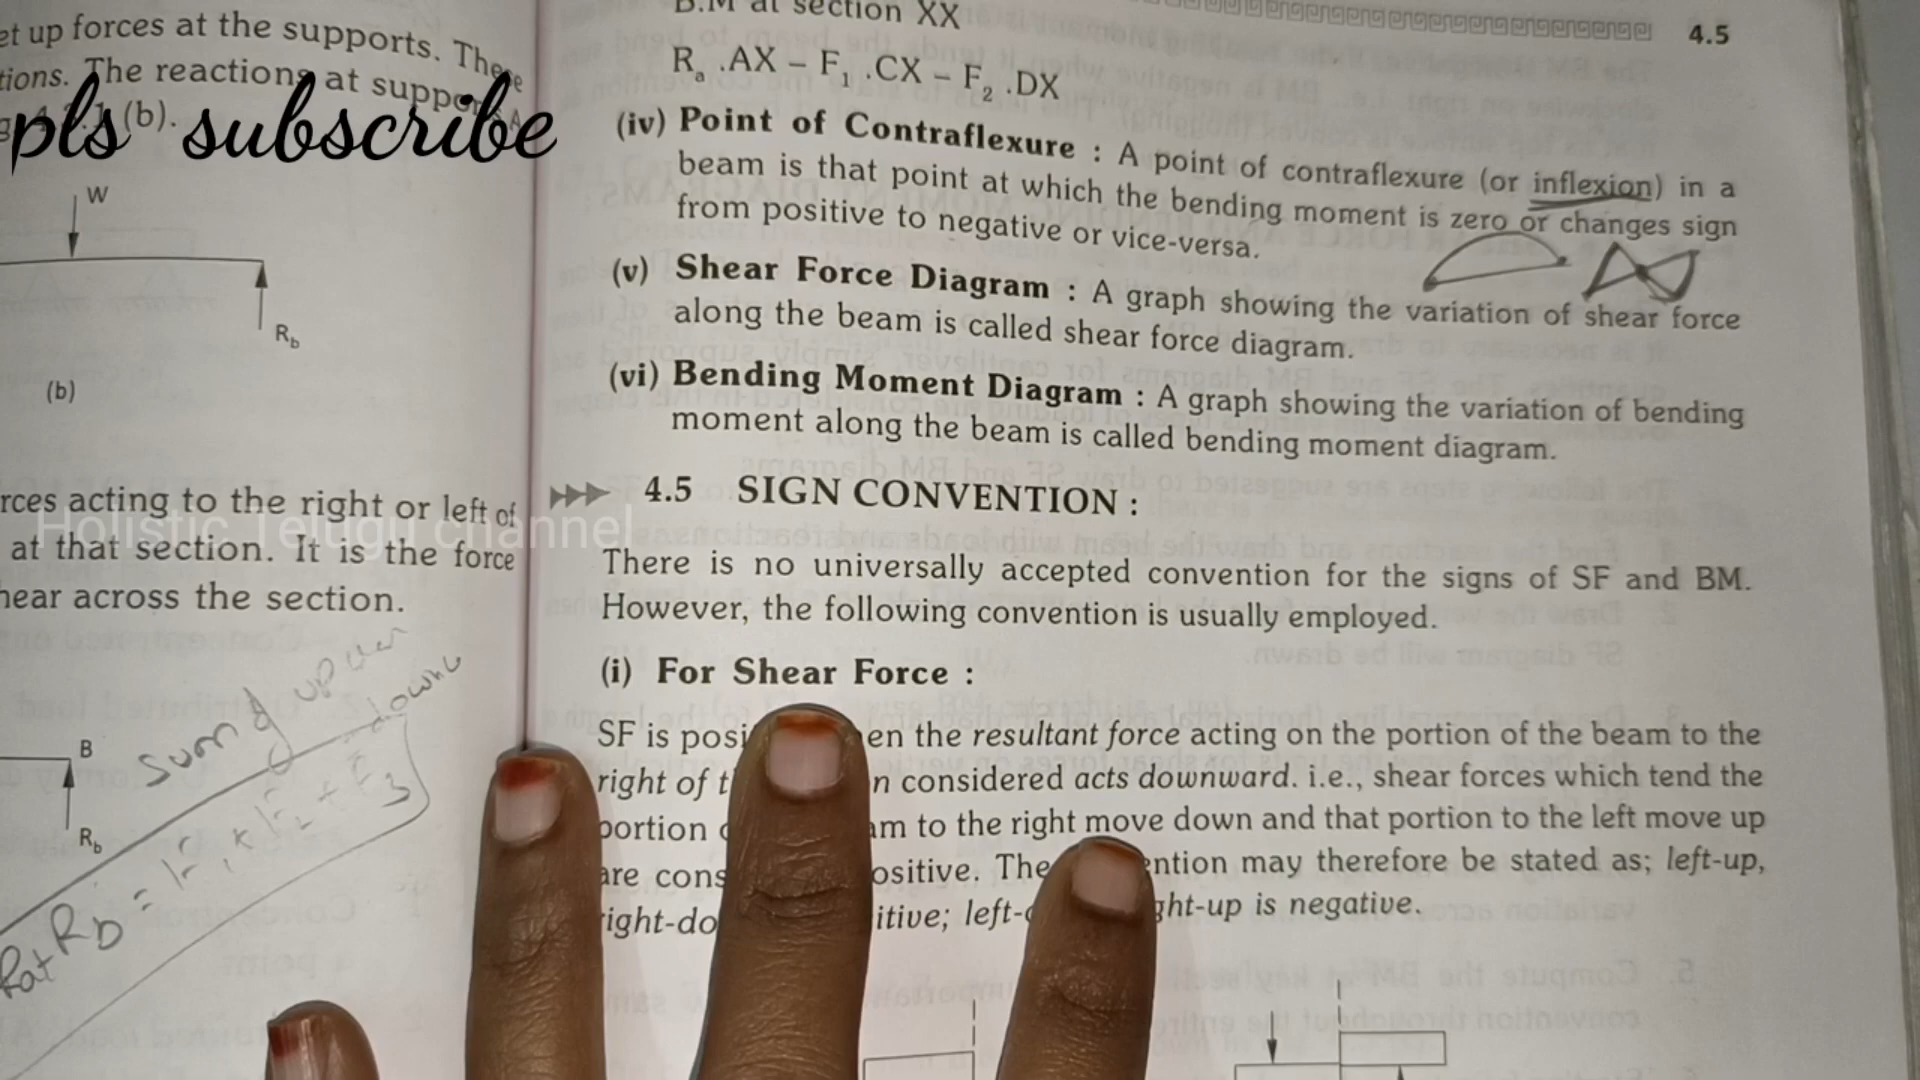 et up forces at the supports. These
tions. The reactions at support A
(b).
pls subscribe
W
R_b
(b)
rces acting to the right or left of
at that section. It is the force
hear across the section.
Holistic Telugu channel
Sum of
B
R_b
B.M at section XX
4.5
R_a .AX – F_1 .CX – F_2 .DX
(iv) Point of Contraflexure : A point of contraflexure (or inflexion) in a
beam is that point at which the bending moment is zero or changes sign
from positive to negative or vice-versa.
(v) Shear Force Diagram : A graph showing the variation of shear force
along the beam is called shear force diagram.
(vi) Bending Moment Diagram : A graph showing the variation of bending
moment along the beam is called bending moment diagram.
4.5 SIGN CONVENTION :
There is no universally accepted convention for the signs of SF and BM.
However, the following convention is usually employed.
(i) For Shear Force :
SF is posi en the resultant force acting on the portion of the beam to the
right of t n considered acts downward. i.e., shear forces which tend the
portion am to the right move down and that portion to the left move up
are cons ositive. The ention may therefore be stated as; left-up,
right-do itive; left- ght-up is negative.